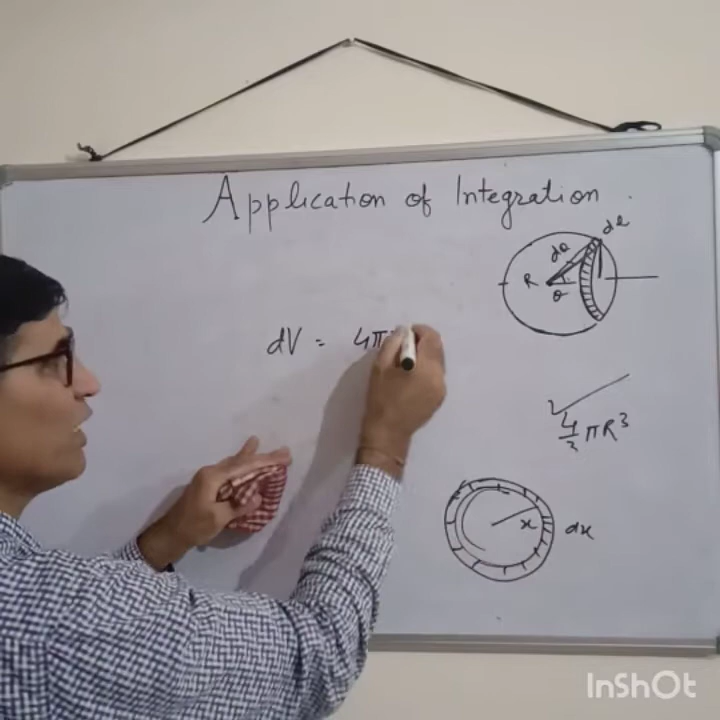 Application of Integration
dl
dθ
R
θ
dV = 4π
4/3 πR³
x
dx
InShOt